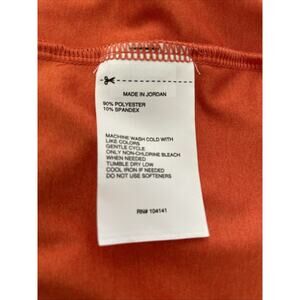 MADE IN JORDAN
90% POLYESTER
10% SPANDEX
MACHINE WASH COLD WITH
LIKE COLORS
GENTLE CYCLE
ONLY NON-CHLORINE BLEACH
WHEN NEEDED
TUMBLE DRY LOW
COOL IRON IF NEEDED
DO NOT USE SOFTENERS
RN# 104141